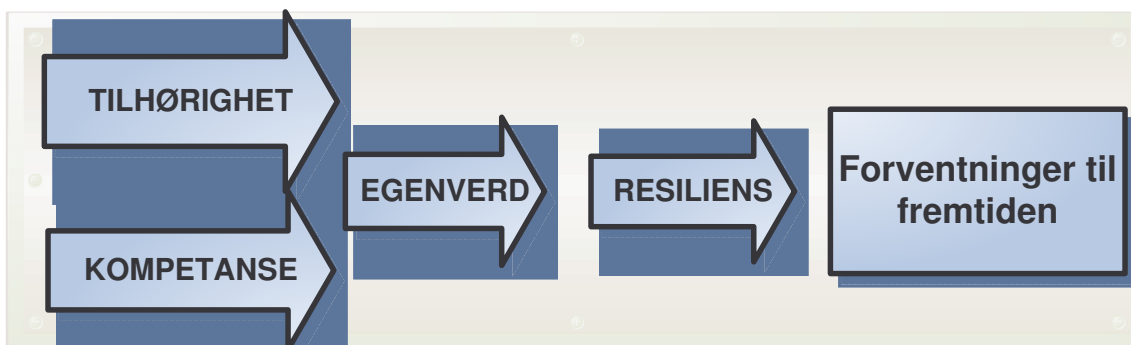 TILHØRIGHET
KOMPETANSE
EGENVERD
RESILIENS
Forventninger til
fremtiden